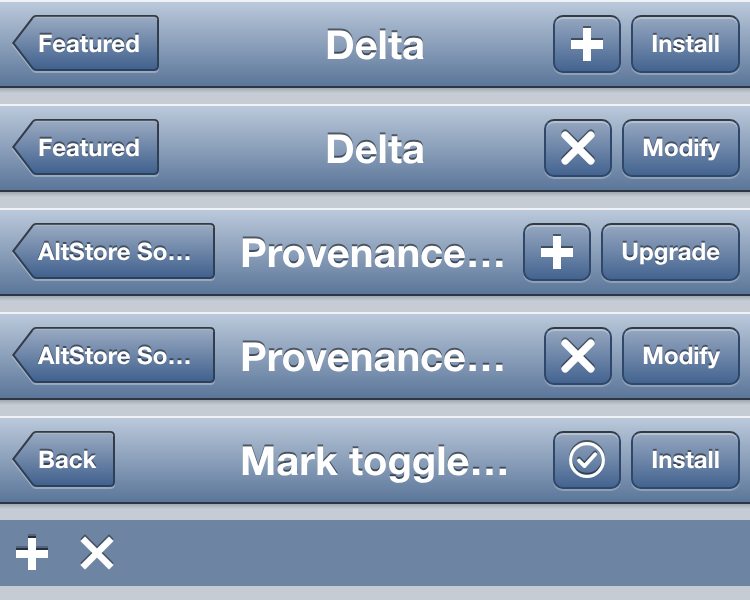 Featured Delta Install
Featured Delta Modify
AltStore So... Provenance... Upgrade
AltStore So... Provenance... Modify
Back Mark toggle... Install